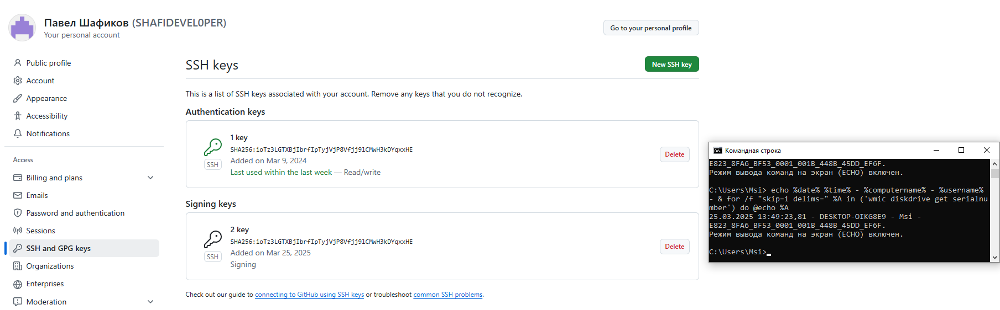 Павел Шафиков (SHAFIDEVEL0PER)
Your personal account
Go to your personal profile
Public profile
Account
Appearance
Accessibility
Notifications
Access
Billing and plans
Emails
Password and authentication
Sessions
SSH and GPG keys
Organizations
Enterprises
Moderation
SSH keys
New SSH key
This is a list of SSH keys associated with your account. Remove any keys that you do not recognize.
Authentication keys
1 key
SHA256:ioTz3LGTXBjIbrfIpTyjVjP8Vfjj9lCMwH3kDYqxxHE
Added on Mar 9, 2024
Last used within the last week — Read/write
SSH
Delete
Signing keys
2 key
SHA256:ioTz3LGTXBjIbrfIpTyjVjP8Vfjj9lCMwH3kDYqxxHE
Added on Mar 25, 2025
Signing
SSH
Delete
Check out our guide to connecting to GitHub using SSH keys or troubleshoot common SSH problems.
Командная строка
E823_8FA6_BF53_0001_001B_448B_45DD_EF6F.
Режим вывода команд на экран (ECHO) включен.
C:\Users\Msi> echo %date% %time% - %computername% - %username%
- & for /f "skip=1 delims=" %A in ('wmic diskdrive get serialnu
mber') do @echo %A
25.03.2025 13:49:23,81 - DESKTOP-OIKG8E9 - Msi -
E823_8FA6_BF53_0001_001B_448B_45DD_EF6F.
Режим вывода команд на экран (ECHO) включен.
C:\Users\Msi>